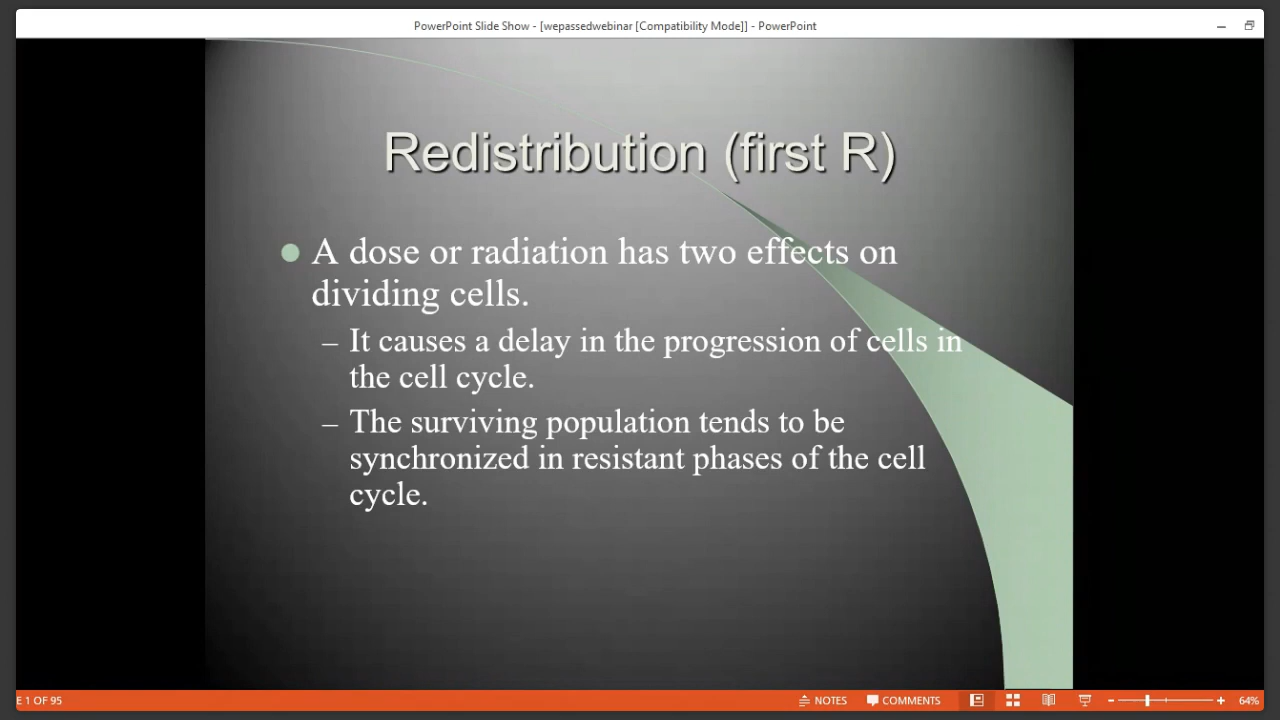 PowerPoint Slide Show - [wepassedwebinar [Compatibility Mode]] - PowerPoint
Redistribution (first R)
A dose or radiation has two effects on
dividing cells.
– It causes a delay in the progression of cells in
the cell cycle.
– The surviving population tends to be
synchronized in resistant phases of the cell
cycle.
E 1 OF 95
NOTES
COMMENTS
64%